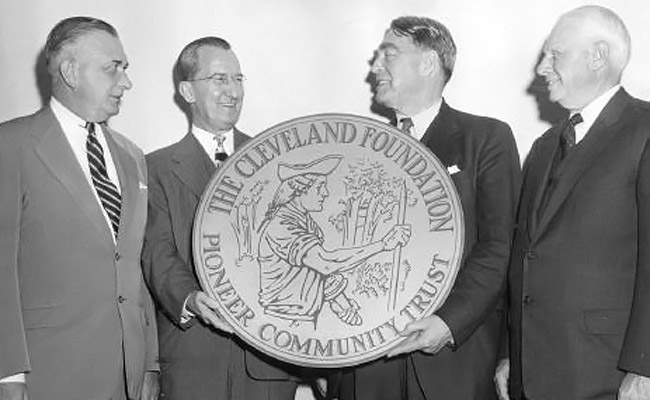 THE CLEVELAND FOUNDATION
PIONEER COMMUNITY TRUST